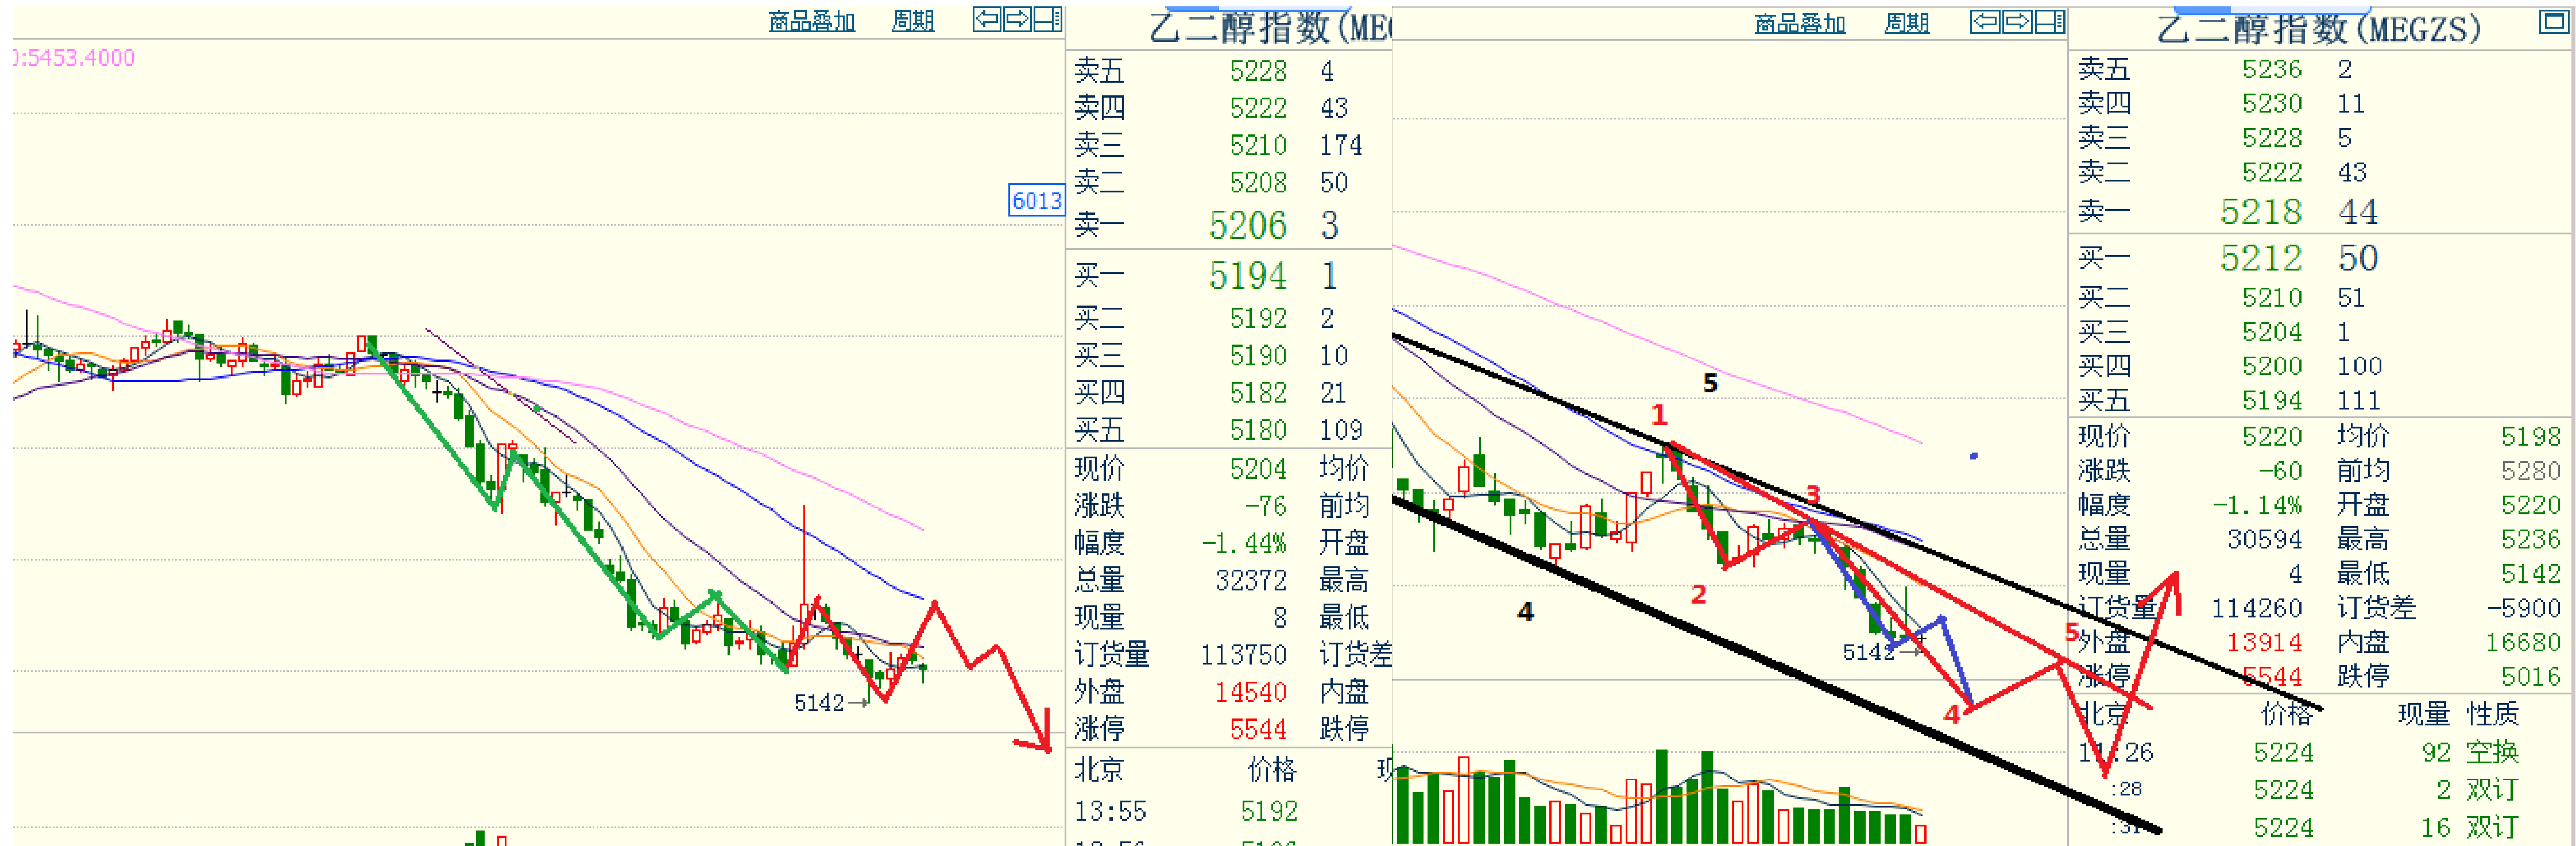 商品叠加 周期
乙二醇指数(ME
0:5453.4000
卖五 5228 4
卖四 5222 43
卖三 5210 174
卖二 5208 50
6013
卖一 5206 3
买一 5194 1
买二 5192 2
买三 5190 10
买四 5182 21
买五 5180 109
现价 5204 均价
涨跌 -76 前均
幅度 -1.44% 开盘
总量 32372 最高
现量 8 最低
订货量 113750 订货差
外盘 14540 内盘
5142
涨停 5544 跌停
北京 价格
13:55 5192
商品叠加 周期
乙二醇指数(MEGZS)
卖五 5236 2
卖四 5230 11
卖三 5228 5
卖二 5222 43
卖一 5218 44
买一 5212 50
买二 5210 51
买三 5204 1
买四 5200 100
买五 5194 111
现价 5220 均价 5198
涨跌 -60 前均 5280
幅度 -1.14% 开盘 5220
总量 30594 最高 5236
现量 4 最低 5142
订货量 114260 订货差 -5900
外盘 13914 内盘 16680
涨停 5544 跌停 5016
北京 价格 现量 性质
11:26 5224 92 空换
:28 5224 2 双订
:31 5224 16 双订
5
1
3
2
4
5
5142
4